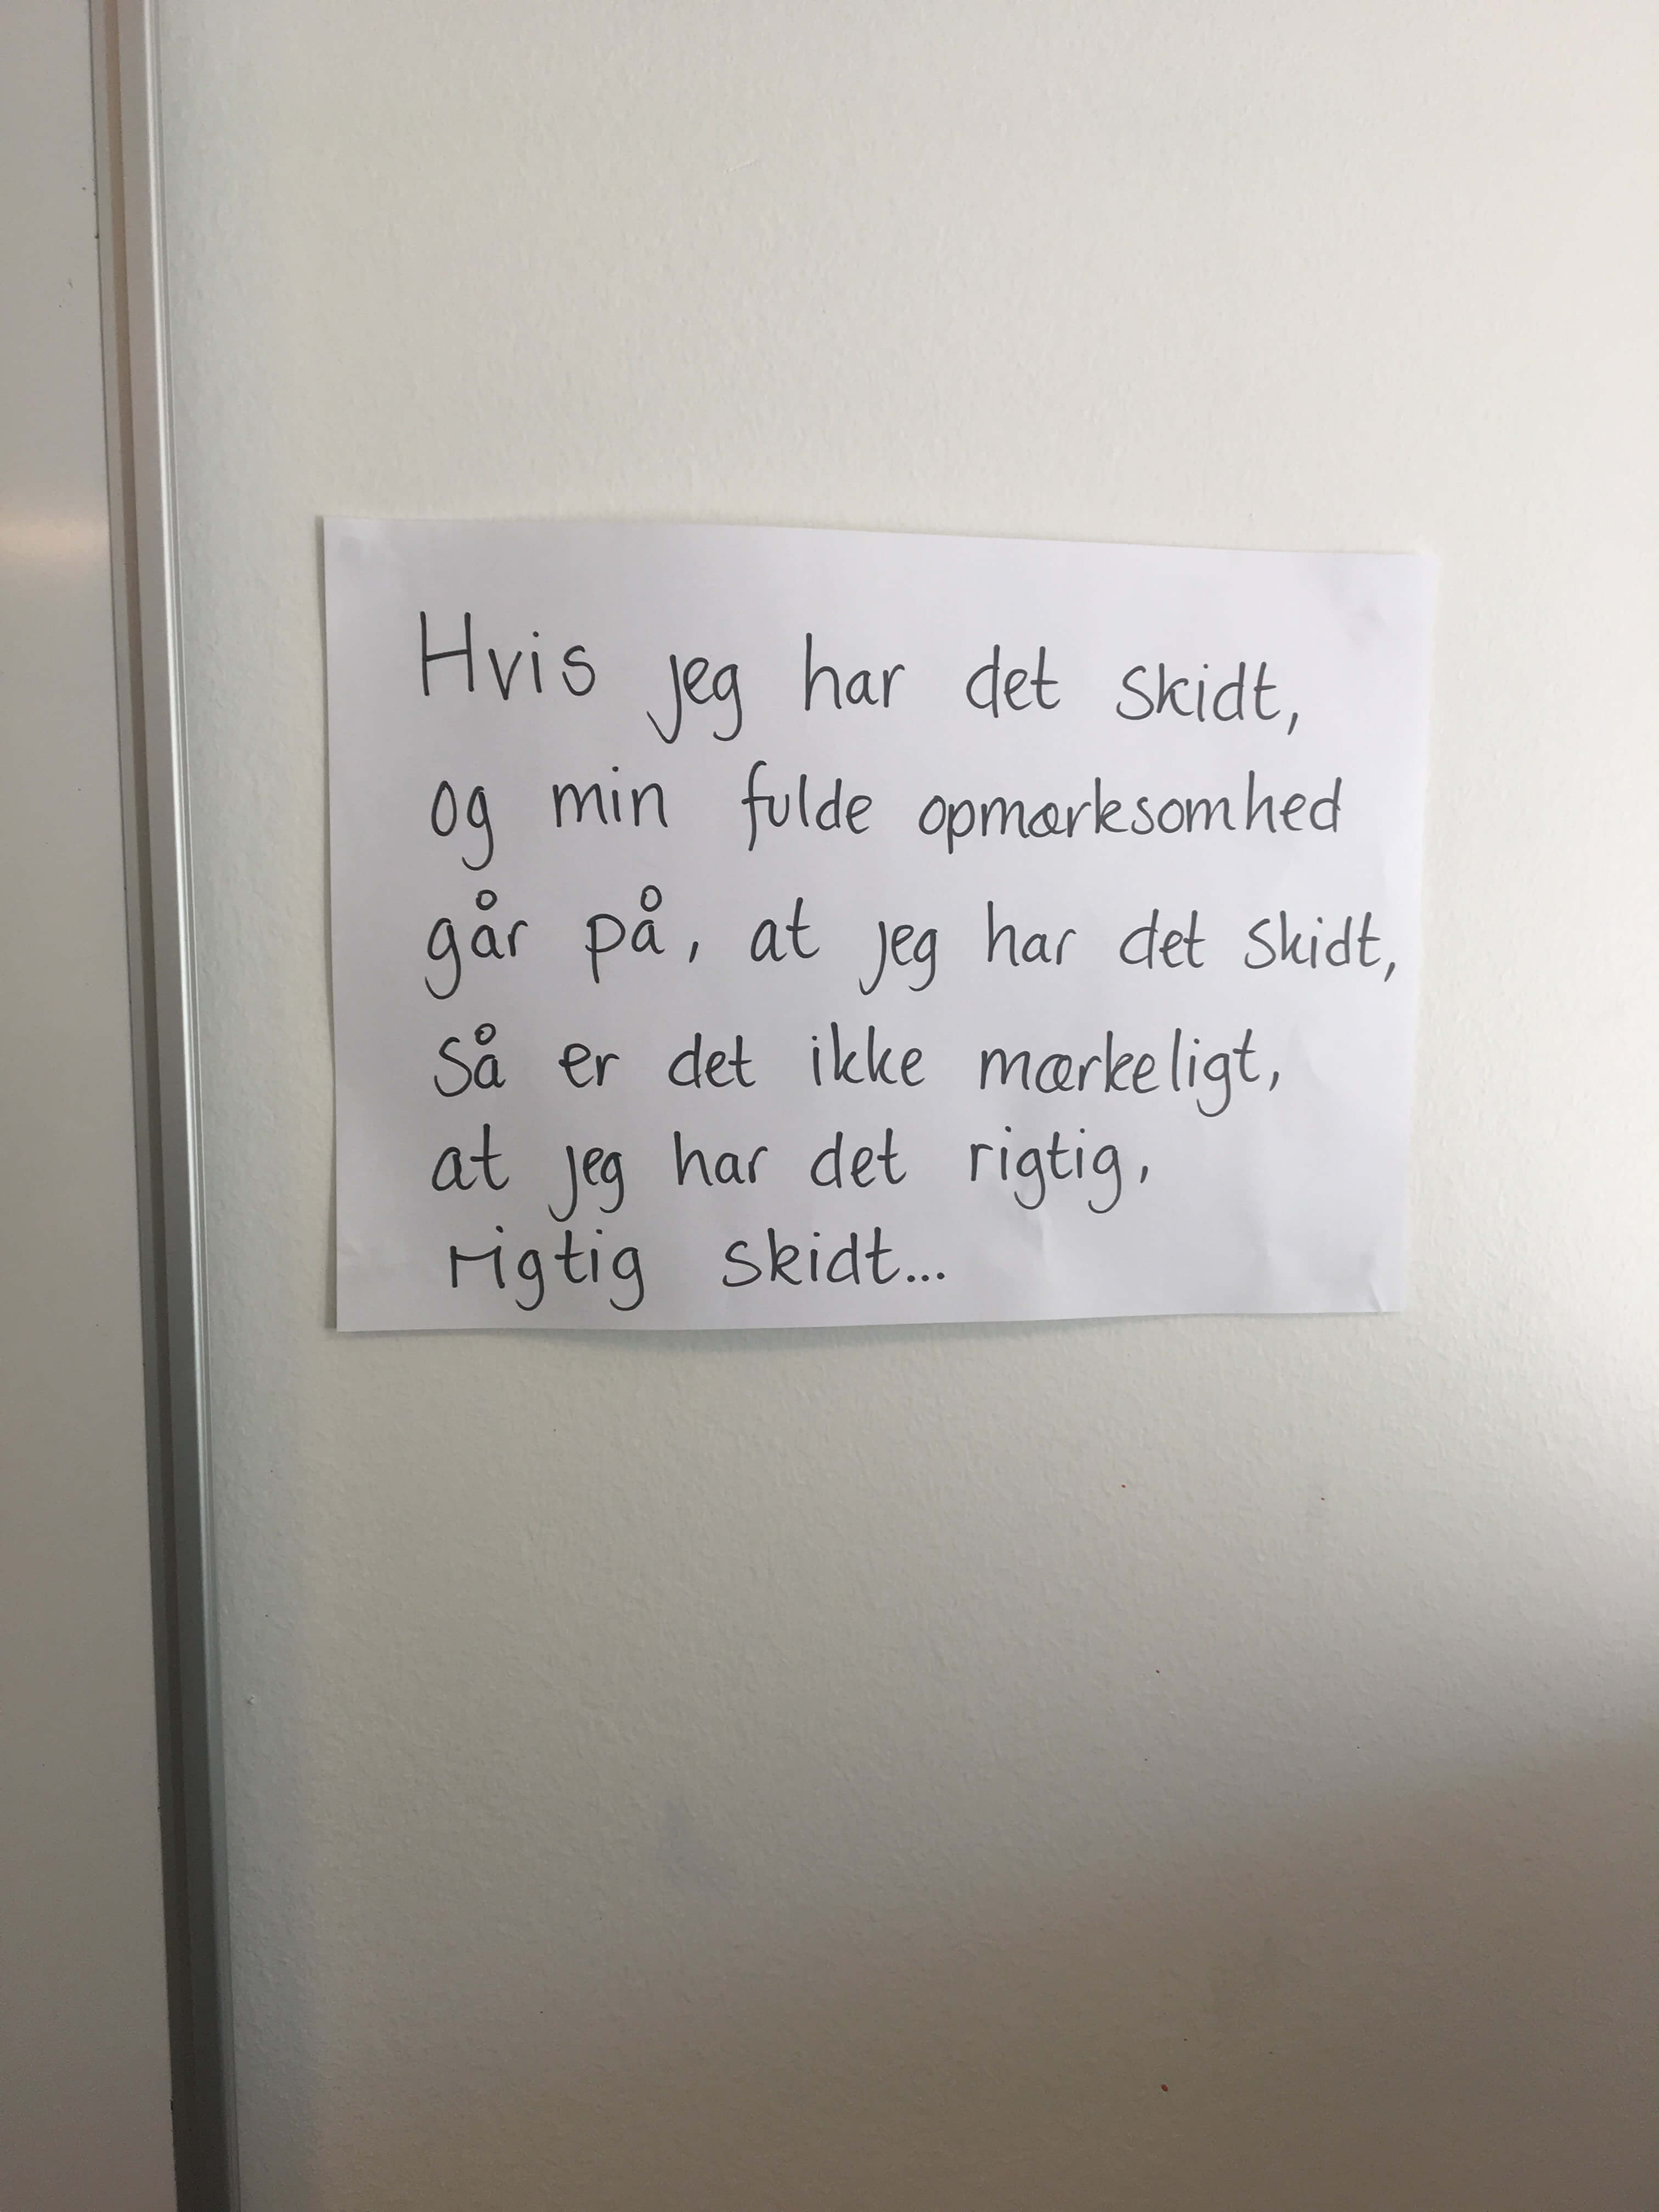 Hvis jeg har det skidt,
og min fulde opmærksomhed
går på, at jeg har det skidt,
så er det ikke mærkeligt,
at jeg har det rigtig,
rigtig skidt...